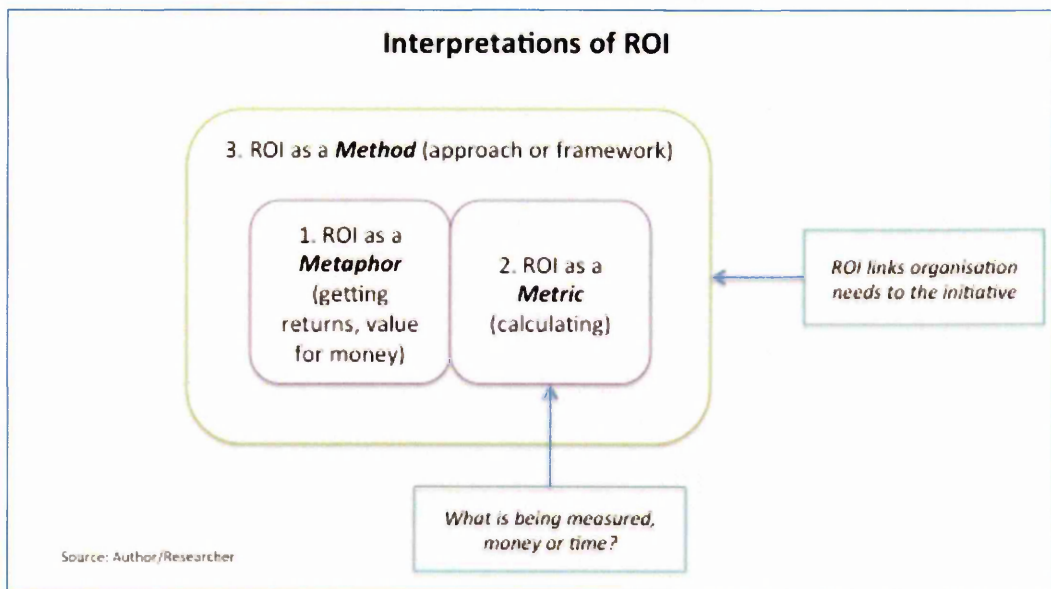 Interpretations of ROI
3. ROI as a Method (approach or framework)
1. ROI as a
Metaphor
(getting
returns, value
for money)
2. ROI as a
Metric
(calculating)
ROI links organisation
needs to the initiative
What is being measured,
money or time?
Source: Author/Researcher